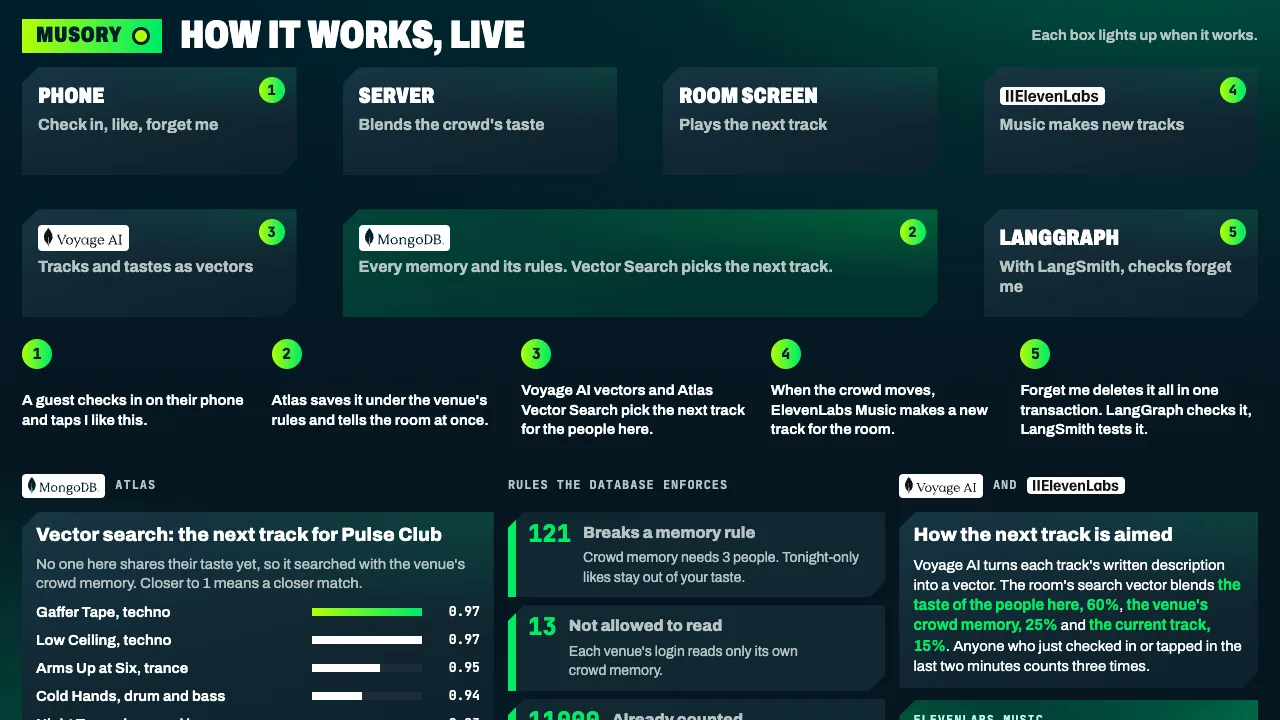 MUSORY
HOW IT WORKS, LIVE
Each box lights up when it works.
PHONE
1
Check in, like, forget me
SERVER
Blends the crowd's taste
ROOM SCREEN
Plays the next track
IIElevenLabs
4
Music makes new tracks
Voyage AI
3
Tracks and tastes as vectors
MongoDB.
2
Every memory and its rules. Vector Search picks the next track.
LANGGRAPH
5
With LangSmith, checks forget
me
1
A guest checks in on their phone
and taps I like this.
2
Atlas saves it under the venue's
rules and tells the room at once.
3
Voyage AI vectors and Atlas
Vector Search pick the next track
for the people here.
4
When the crowd moves,
ElevenLabs Music makes a new
track for the room.
5
Forget me deletes it all in one
transaction. LangGraph checks it,
LangSmith tests it.
MongoDB. ATLAS
Vector search: the next track for Pulse Club
No one here shares their taste yet, so it searched with the venue's
crowd memory. Closer to 1 means a closer match.
Gaffer Tape, techno 0.97
Low Ceiling, techno 0.97
Arms Up at Six, trance 0.95
Cold Hands, drum and bass 0.94
RULES THE DATABASE ENFORCES
121 Breaks a memory rule
Crowd memory needs 3 people. Tonight-only
likes stay out of your taste.
13 Not allowed to read
Each venue's login reads only its own
crowd memory.
11000 Already counted
Voyage AI AND IIElevenLabs
How the next track is aimed
Voyage AI turns each track's written description
into a vector. The room's search vector blends the
taste of the people here, 60%, the venue's
crowd memory, 25% and the current track,
15%. Anyone who just checked in or tapped in the
last two minutes counts three times.
ELEVENLABS MUSIC